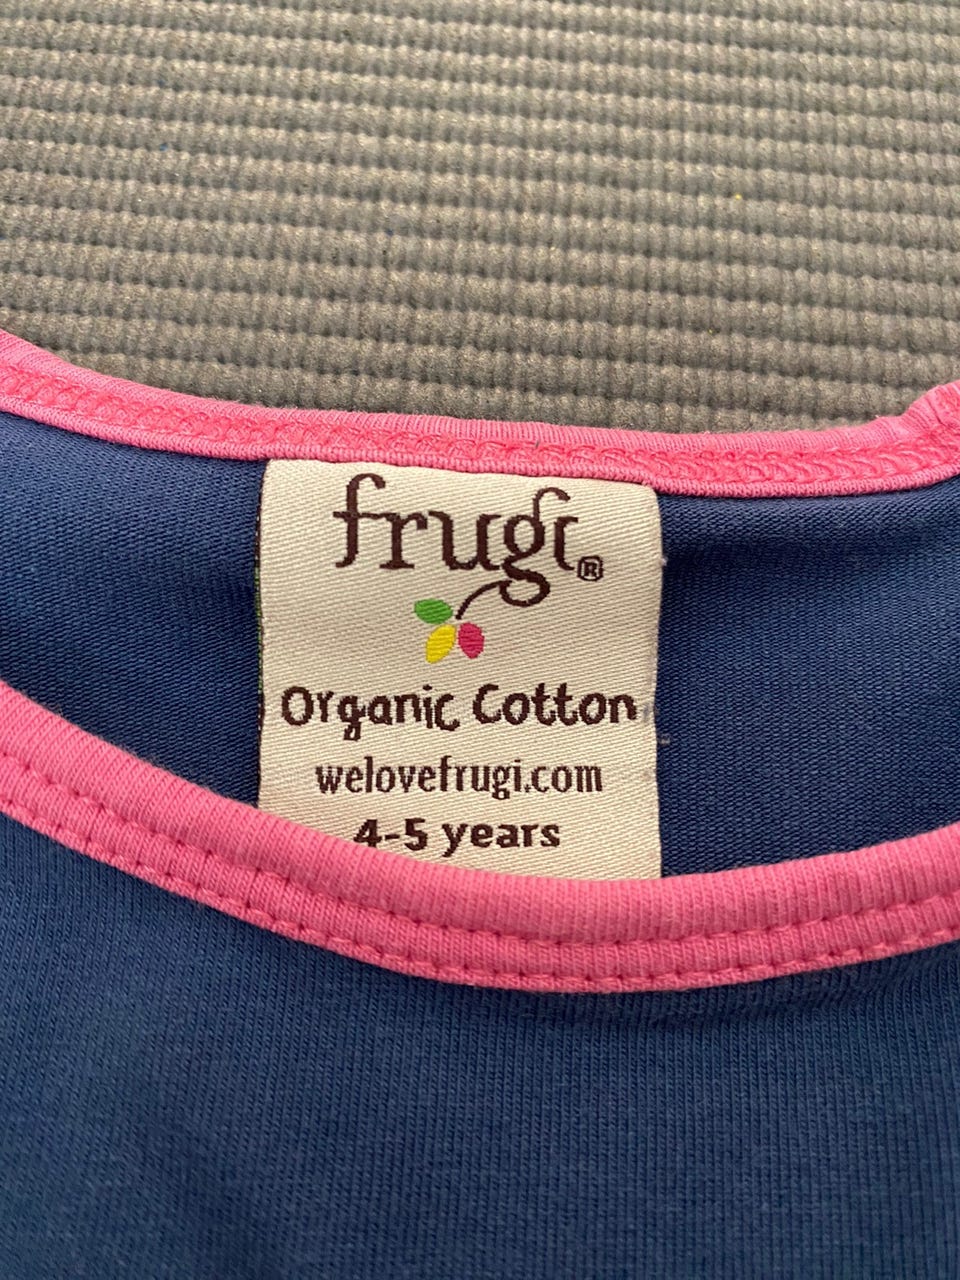 frugi®
Organic Cotton
welovefrugi.com
4-5 years